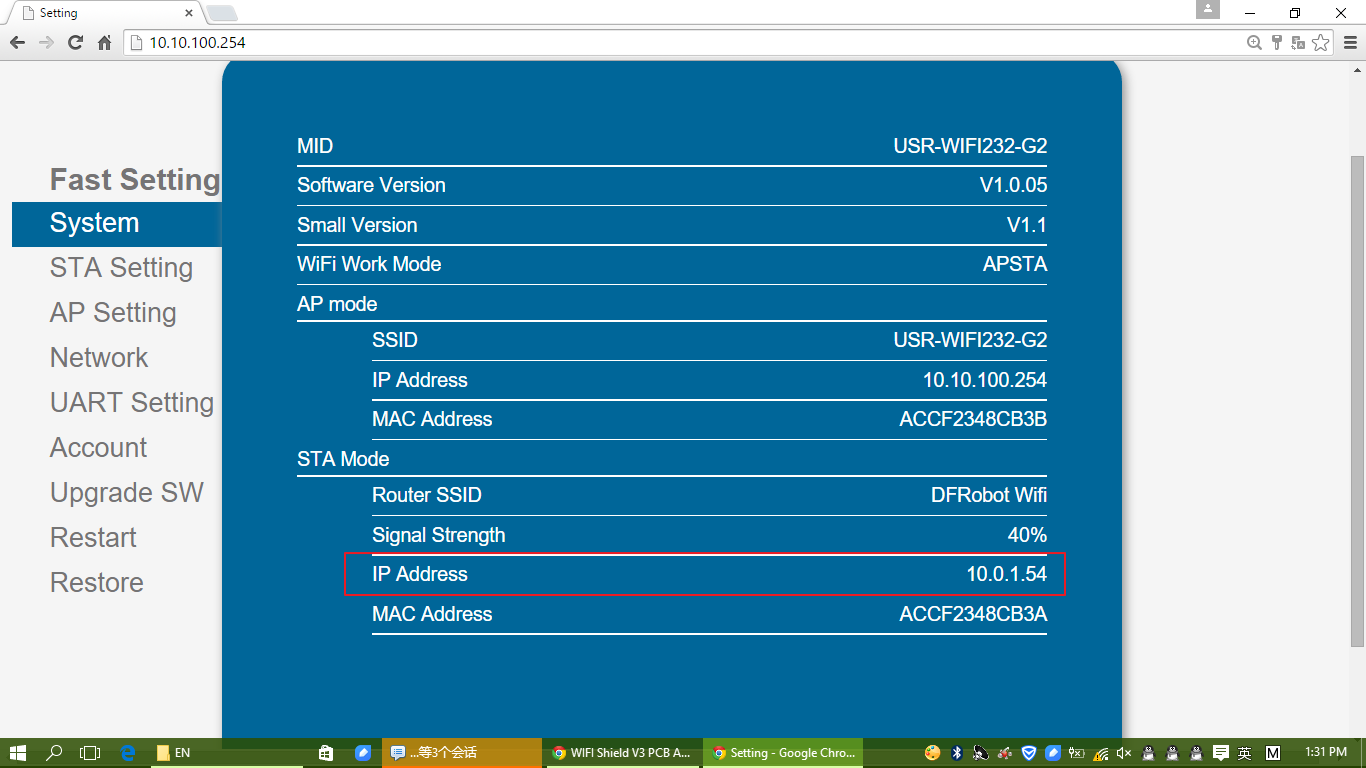 Setting
10.10.100.254
Fast Setting
System
STA Setting
AP Setting
Network
UART Setting
Account
Upgrade SW
Restart
Restore
MID USR-WIFI232-G2
Software Version V1.0.05
Small Version V1.1
WiFi Work Mode APSTA
AP mode
SSID USR-WIFI232-G2
IP Address 10.10.100.254
MAC Address ACCF2348CB3B
STA Mode
Router SSID DFRobot Wifi
Signal Strength 40%
IP Address 10.0.1.54
MAC Address ACCF2348CB3A
EN ...等3个会话 WIFI Shield V3 PCB A... Setting - Google Chro... 英 M 1:31 PM